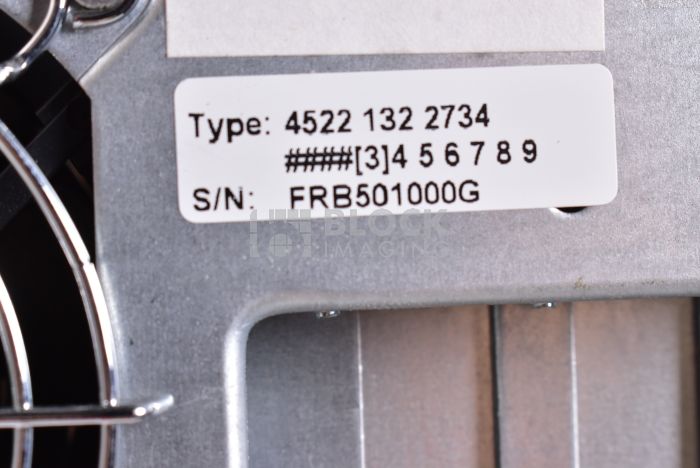 Type: 4522 132 2734
####[3]4 5 6 7 8 9
S/N: FRB501000G
BLOCK
IMAGING